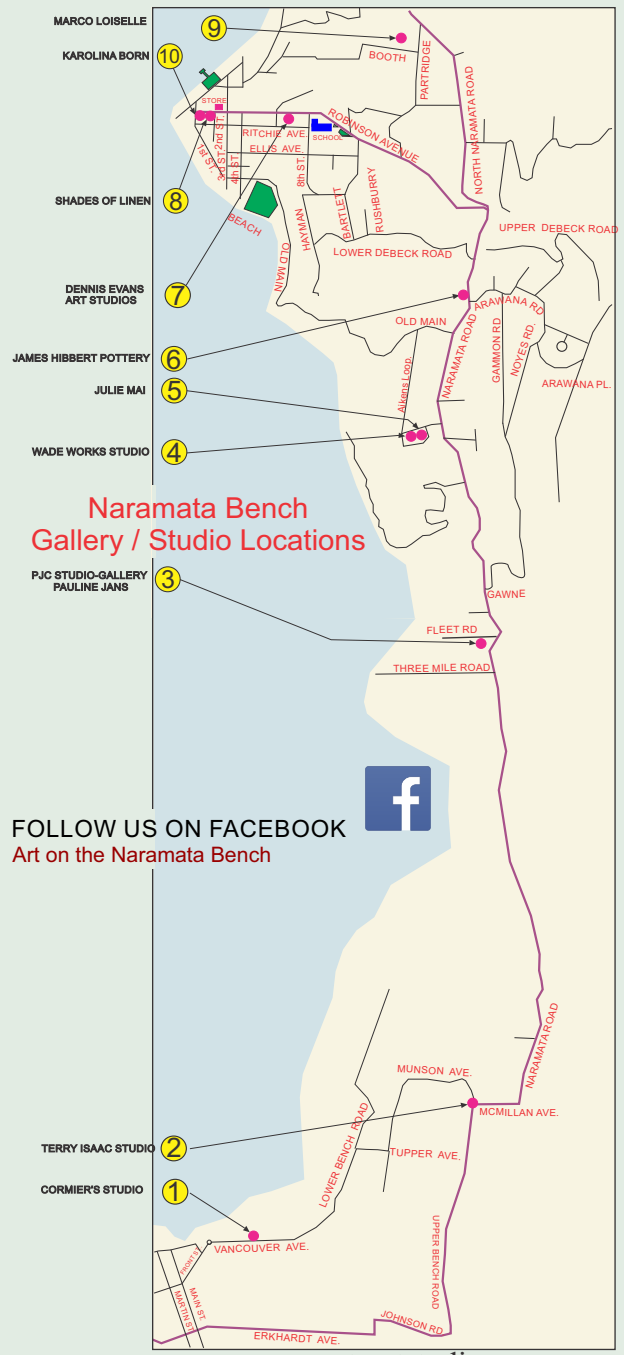 MARCO LOISELLE
9
KAROLINA BORN
10
BOOTH
PARTRIDGE
NORTH NARAMATA ROAD
STORE
ROBINSON AVENUE
RITCHIE AVE.
SCHOOL
ELLIS AVE.
1st ST.
2nd ST.
3rd ST.
4th ST.
8th ST.
SHADES OF LINEN
8
BEACH
HAYMAN
BARTLETT
RUSHBURRY
UPPER DEBECK ROAD
LOWER DEBECK ROAD
OLD MAIN
DENNIS EVANS
ART STUDIOS
7
ARAWANA RD
OLD MAIN
NARAMATA ROAD
GAMMON RD
NOYES RD.
JAMES HIBBERT POTTERY
6
ARAWANA PL.
JULIE MAI
5
Aikens Loop.
WADE WORKS STUDIO
4
Naramata Bench
Gallery / Studio Locations
PJC STUDIO-GALLERY
PAULINE JANS
3
GAWNE
FLEET RD
THREE MILE ROAD
f
FOLLOW US ON FACEBOOK
Art on the Naramata Bench
NARAMATA ROAD
MUNSON AVE.
MCMILLAN AVE.
LOWER BENCH ROAD
TERRY ISAAC STUDIO
2
TUPPER AVE.
CORMIER'S STUDIO
1
VANCOUVER AVE.
UPPER BENCH ROAD
FRONT ST
MAIN ST.
MARTIN ST.
JOHNSON RD.
ERKHARDT AVE.